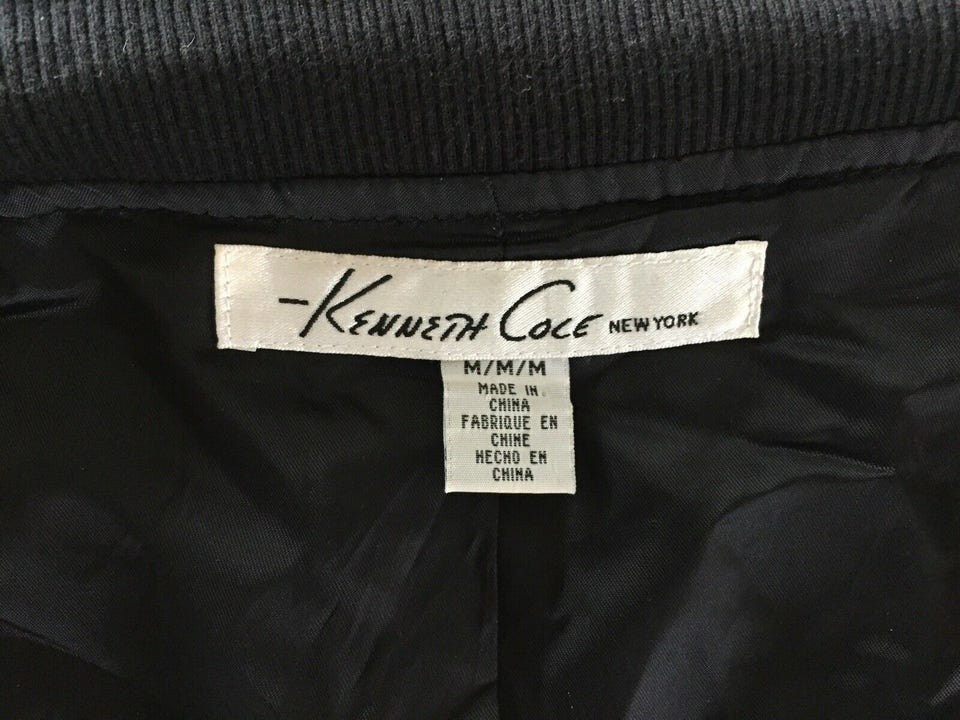 -Kenneth Cole NEW YORK
M/M/M
MADE IN
CHINA
FABRIQUE EN
CHINE
HECHO EN
CHINA